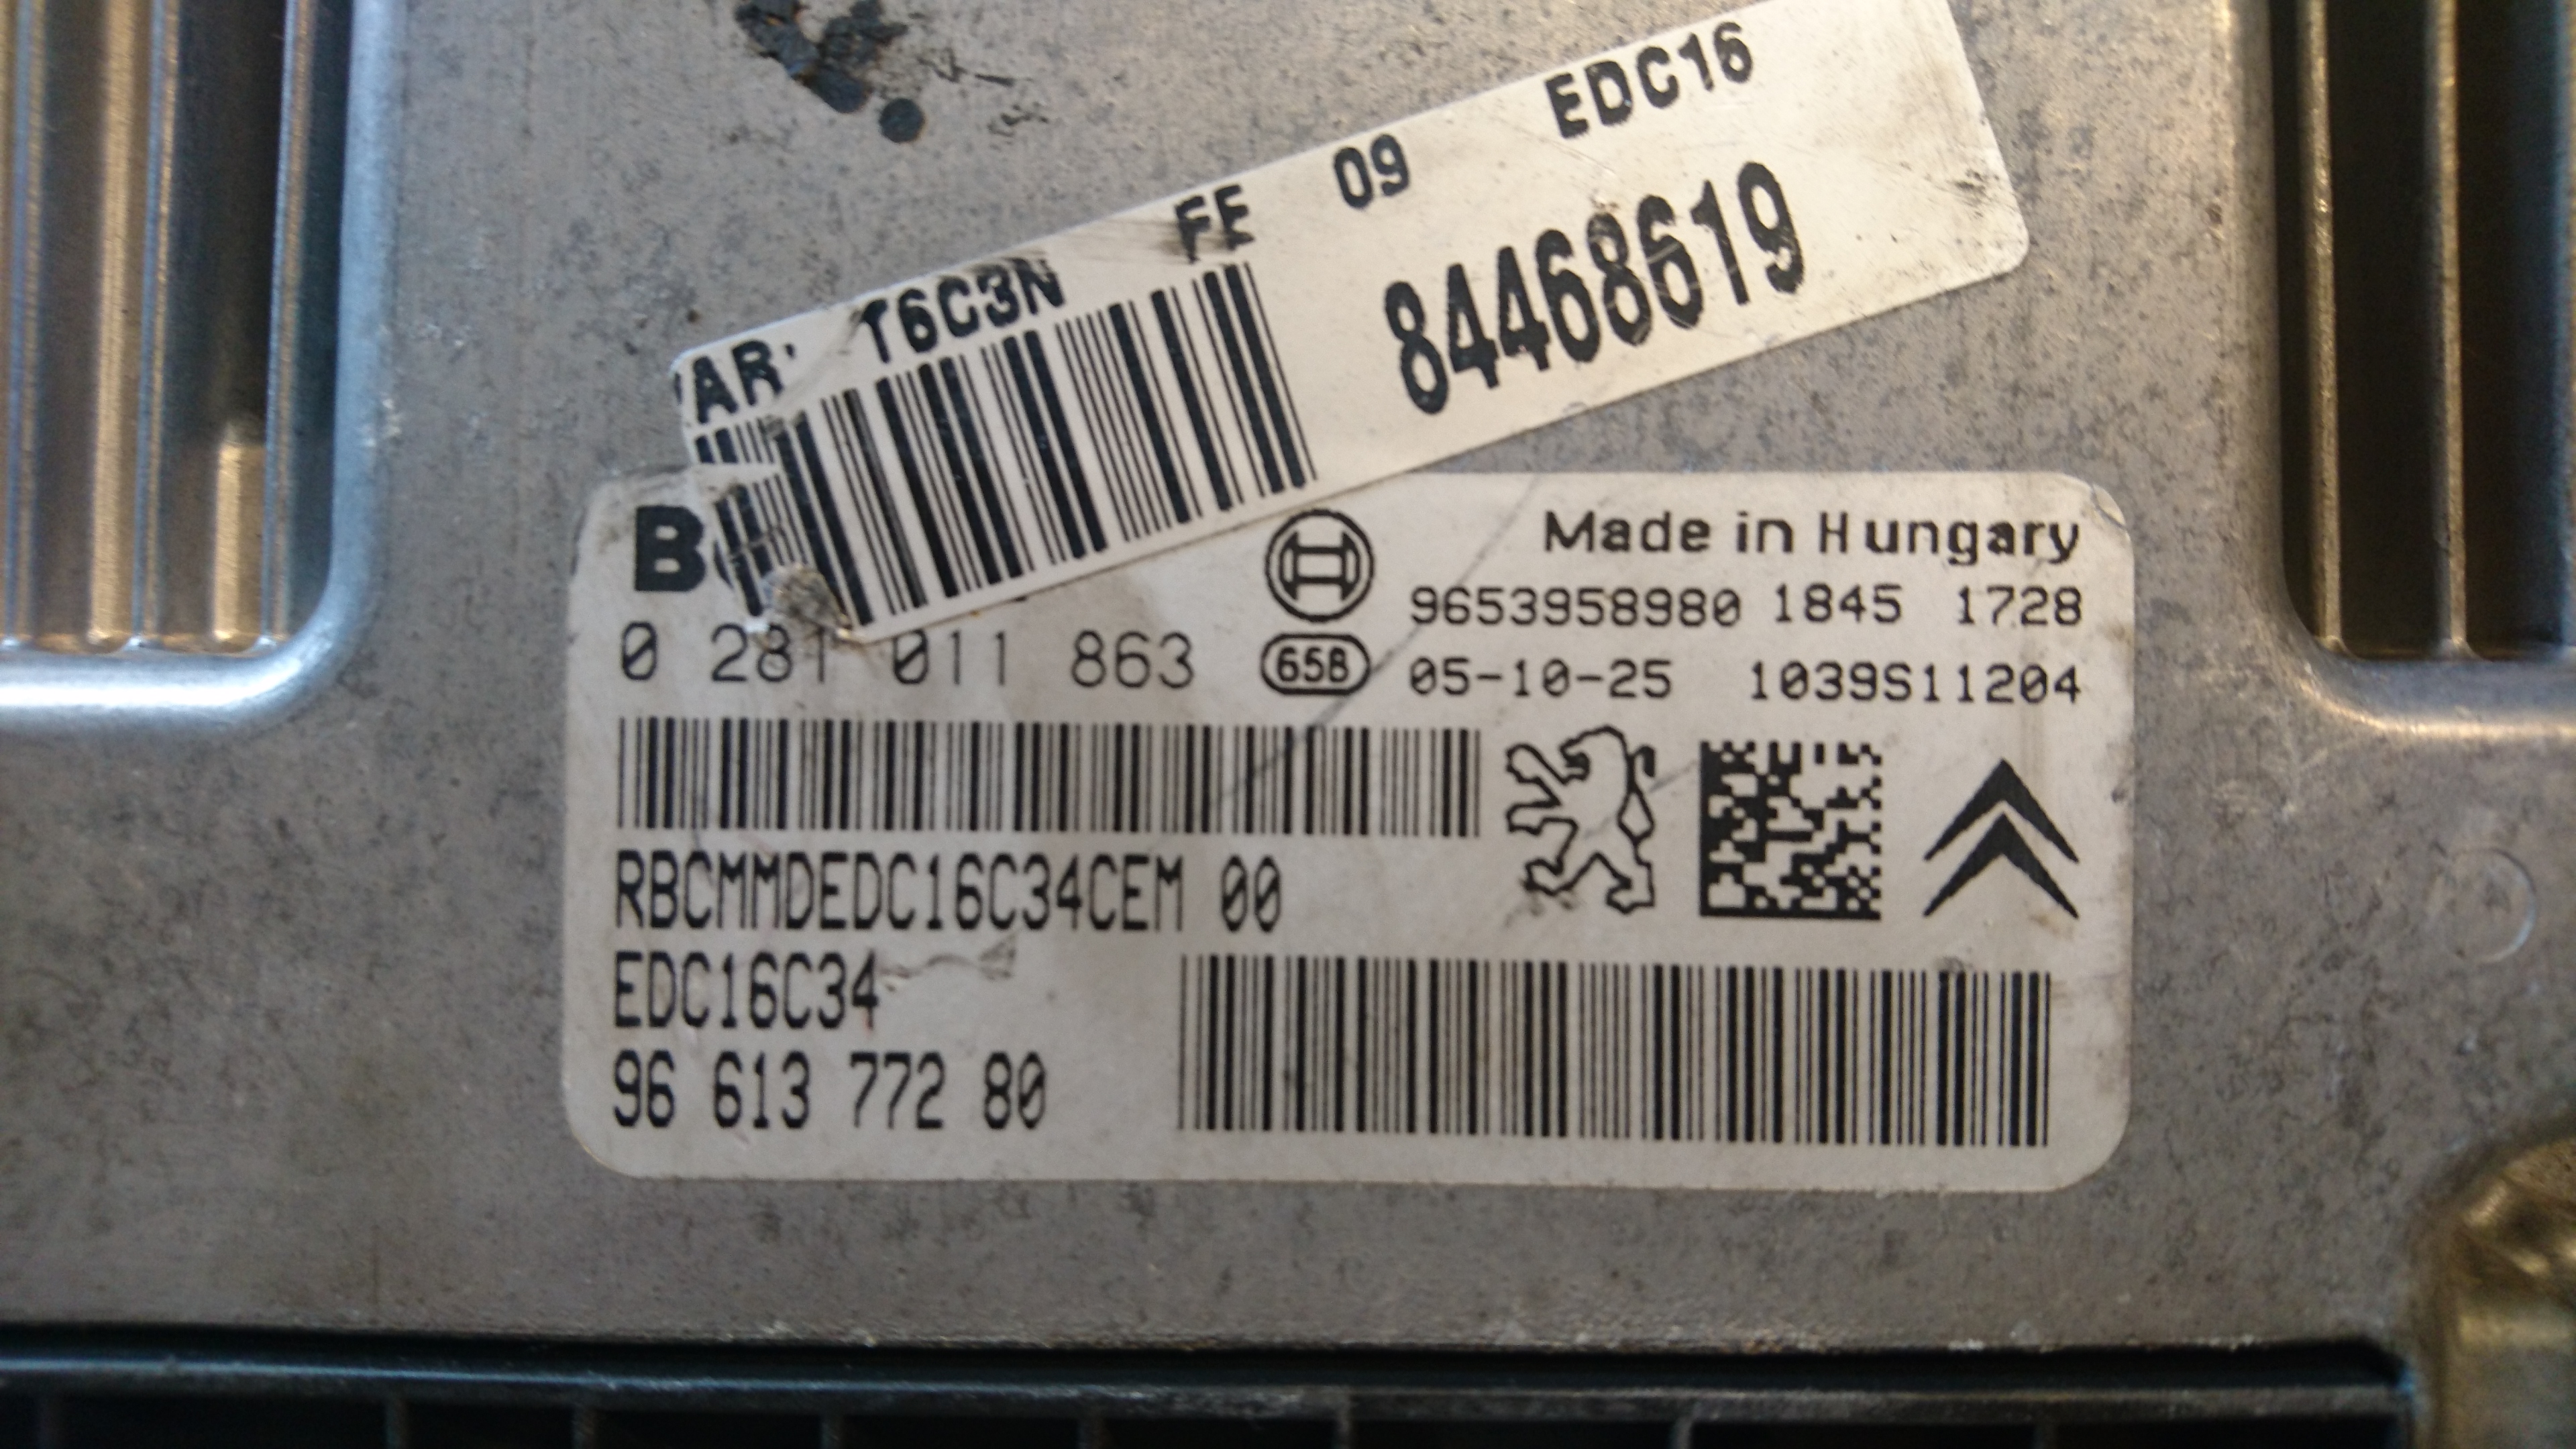 AR' T6C3N FE 09 EDC16
84468619
Made in Hungary
0 281 011 863
658
9653958980 1845 1728
05-10-25 1039S11204
RBCMMDEDC16C34CEM 00
EDC16C34
96 613 772 80